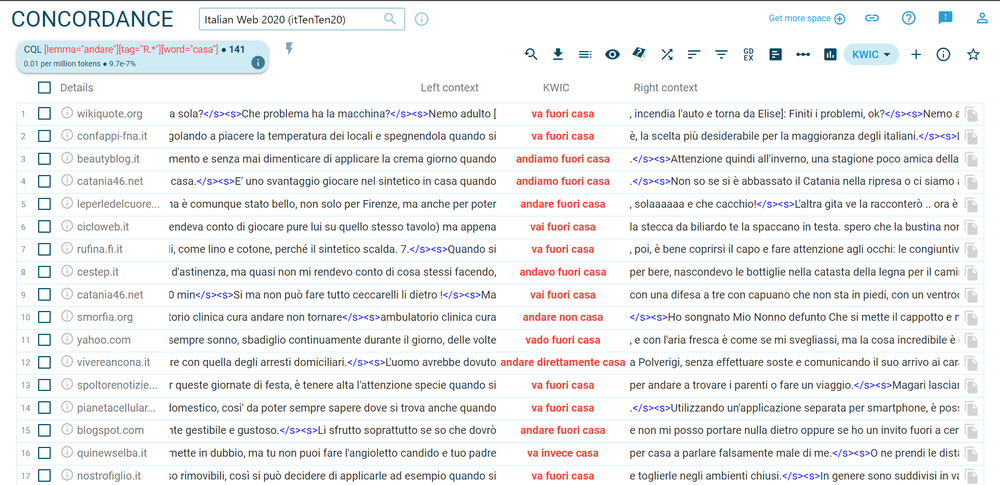 CONCORDANCE
Italian Web 2020 (itTenTen20)
Get more space
CQL [lemma="andare"][tag="R.*"][word="casa"] ● 141
0.01 per million tokens ● 9.7e-7%
GD
EX
KWIC
Details Left context KWIC Right context
1 wikiquote.org a sola?</s><s>Che problema ha la macchina?</s><s>Nemo adulto [ va fuori casa , incendia l'auto e torna da Elise]: Finiti i problemi, ok?</s><s>Nemo a
2 confappi-fna.it golando a piacere la temperatura dei locali e spegnendola quando si va fuori casa è, la scelta più desiderabile per la maggioranza degli italiani.</s><s>
3 beautyblog.it mento e senza mai dimenticare di applicare la crema giorno quando andiamo fuori casa .</s><s>Attenzione quindi all'inverno, una stagione poco amica della
4 catania46.net casa.</s><s>E' uno svantaggio giocare nel sintetico in casa quando andiamo fuori casa .</s><s>Non so se si è abbassato il Catania nella ripresa o ci siamo
5 leperledelcuore... è comunque stato bello, non solo per Firenze, ma anche per poter andare fuori casa , solaaaaaa e che cacchio!</s><s>L'altra gita ve la racconterò .. ora è
6 cicloweb.it endeva conto di giocare pure lui su quello stesso tavolo) ma appena vai fuori casa la stecca da biliardo te la spaccano in testa. spero che la bustina nor
7 rufina.fi.it li, come lino e cotone, perché il sintetico scalda. 7.</s><s>Quando si va fuori casa , poi, è bene coprirsi il capo e fare attenzione agli occhi: le congiuntiv
8 cestep.it d'astinenza, ma quasi non mi rendevo conto di cosa stessi facendo, andavo fuori casa per bere, nascondevo le bottiglie nella catasta della legna per il cami
9 catania46.net 0 min</s><s>Si ma non può fare tutto ceccarelli li dietro !</s><s>Ma vai fuori casa con una difesa a tre con capuano che non sta in piedi, con un ventro
10 smorfia.org torio clinica cura andare non tornare</s><s>ambulatorio clinica cura andare non casa </s><s>Ho songnato Mio Nonno defunto Che si mette il cappotto e
11 yahoo.com sempre sonno, sbadiglio continuamente durante il giorno, delle volte vado fuori casa , e con l'aria fresca è come se mi svegliassi, ma la cosa incredibile è
12 vivereancona.it re con quella degli arresti domiciliari.</s><s>L'uomo avrebbe dovuto andare direttamente casa a Polverigi, senza effettuare soste e comunicando il suo arrivo ai car
13 spoltorenotizie... r queste giornate di festa, è tenere alta l'attenzione specie quando si va fuori casa per andare a trovare i parenti o fare un viaggio.</s><s>Magari lasciar
14 pianetacellular... domestico, cosi' da poter sempre sapere dove si trova anche quando va fuori casa .</s><s>Utilizzando un'applicazione separata per smartphone, è poss
15 blogspot.com nte gestibile e gustoso.</s><s>Li sfrutto soprattutto se so che dovrò andare fuori casa e non mi posso portare nulla dietro oppure se ho un invito fuori a cen
16 quinewselba.it mette in dubbio, ma tu non puoi fare l'angioletto candido e tuo padre va invece casa per casa a parlare falsamente male di me.</s><s>O ne prendi le dista
17 nostrofiglio.it so rimovibili, così si può decidere di applicarle ad esempio quando si va fuori casa e toglierle negli ambienti chiusi.</s><s>In genere sono suddivisi in va